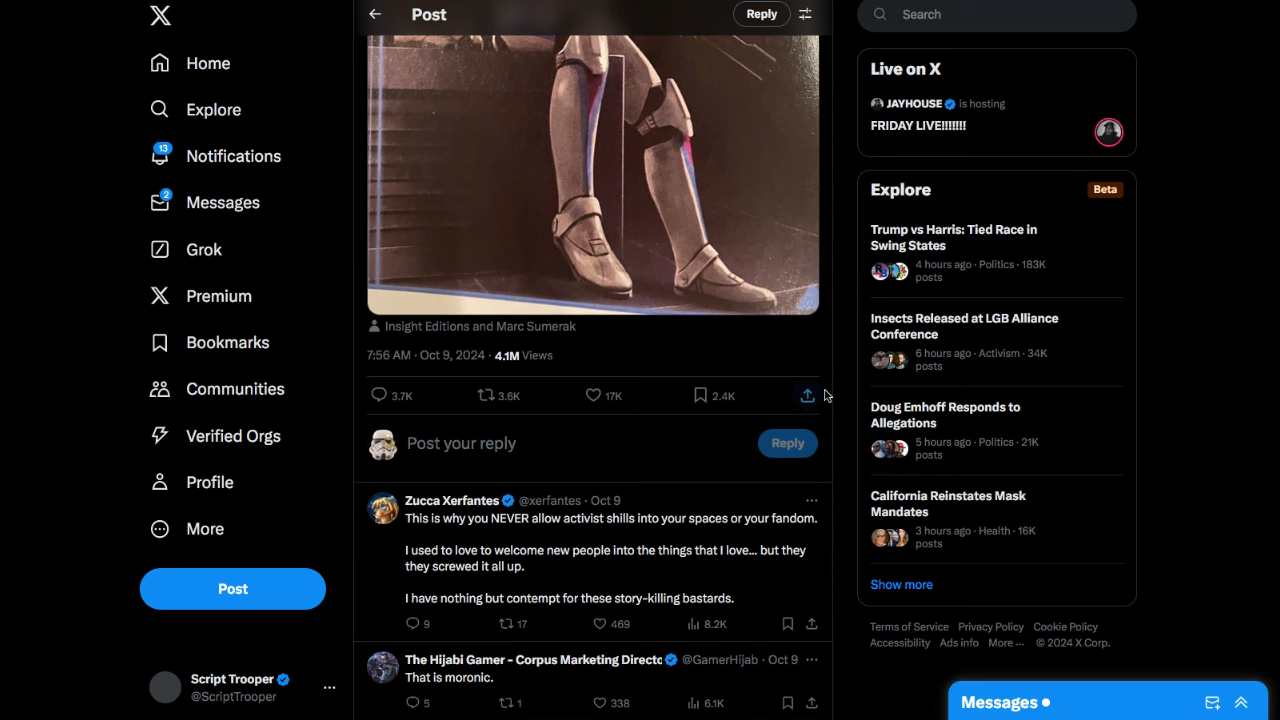 Home
Explore
13
Notifications
2
Messages
Grok
Premium
Bookmarks
Communities
Verified Orgs
Profile
More
Post
Script Trooper
@ScriptTrooper
Post
Reply
Insight Editions and Marc Sumerak
7:56 AM · Oct 9, 2024 · 4.1M Views
3.7K 3.6K 17K 2.4K
Post your reply
Reply
Zucca Xerfantes @xerfantes · Oct 9
This is why you NEVER allow activist shills into your spaces or your fandom.
I used to love to welcome new people into the things that I love... but they
they screwed it all up.
I have nothing but contempt for these story-killing bastards.
9 17 469 8.2K
The Hijabi Gamer - Corpus Marketing Directo @GamerHijab · Oct 9
That is moronic.
5 1 338 6.1K
Search
Live on X
JAYHOUSE is hosting
FRIDAY LIVE!!!!!!!
Explore
Beta
Trump vs Harris: Tied Race in
Swing States
4 hours ago · Politics · 183K
posts
Insects Released at LGB Alliance
Conference
6 hours ago · Activism · 34K
posts
Doug Emhoff Responds to
Allegations
5 hours ago · Politics · 21K
posts
California Reinstates Mask
Mandates
3 hours ago · Health · 16K
posts
Show more
Terms of Service Privacy Policy Cookie Policy
Accessibility Ads info More ··· © 2024 X Corp.
Messages